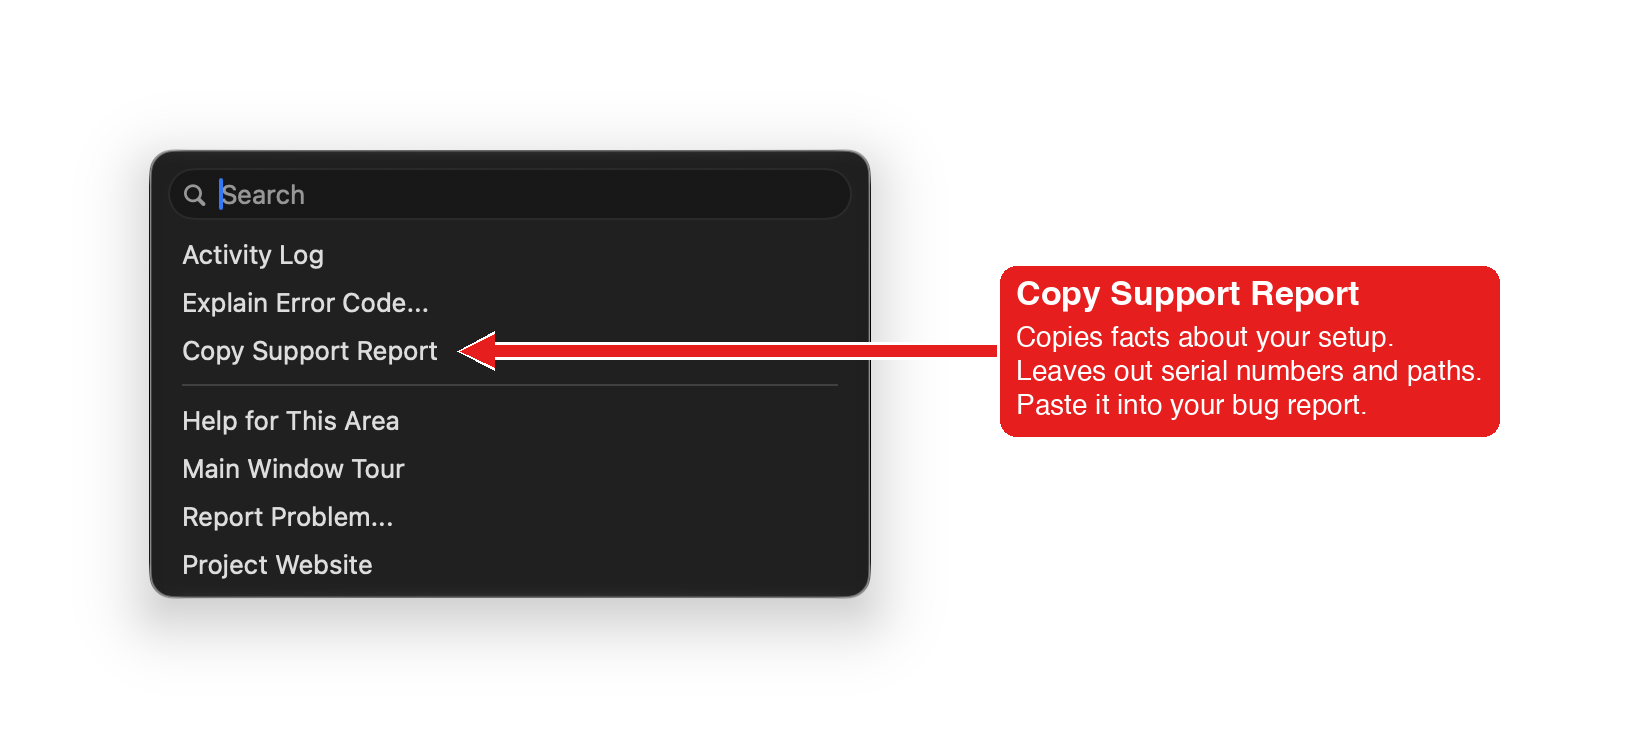 Search
Activity Log
Explain Error Code...
Copy Support Report
Help for This Area
Main Window Tour
Report Problem...
Project Website
Copy Support Report
Copies facts about your setup.
Leaves out serial numbers and paths.
Paste it into your bug report.